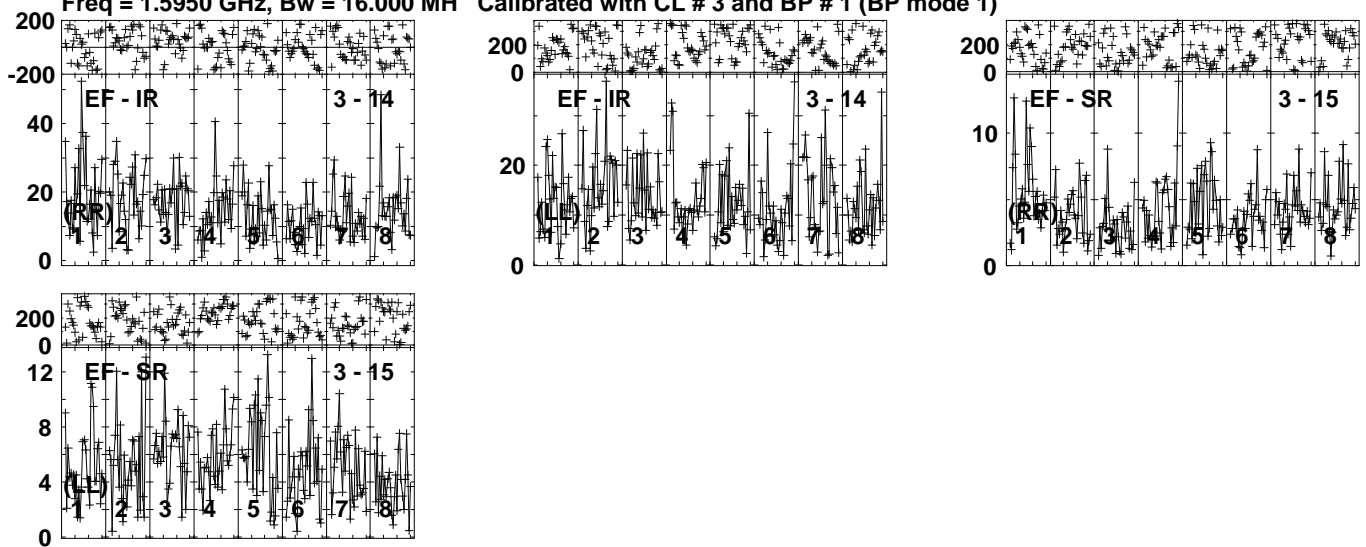 Freq = 1.5950 GHz, Bw = 16.000 MH Calibrated with CL # 3 and BP # 1 (BP mode 1)
200
-200
EF - IR 3 - 14
40
20
0
(RR)
1 2 3 4 5 6 7 8
200
0
EF - IR 3 - 14
20
0
(LL)
1 2 3 4 5 6 7 8
200
0
EF - SR 3 - 15
10
0
(RR)
1 2 3 4 5 6 7 8
200
0
EF - SR 3 - 15
12
8
4
0
(LL)
1 2 3 4 5 6 7 8